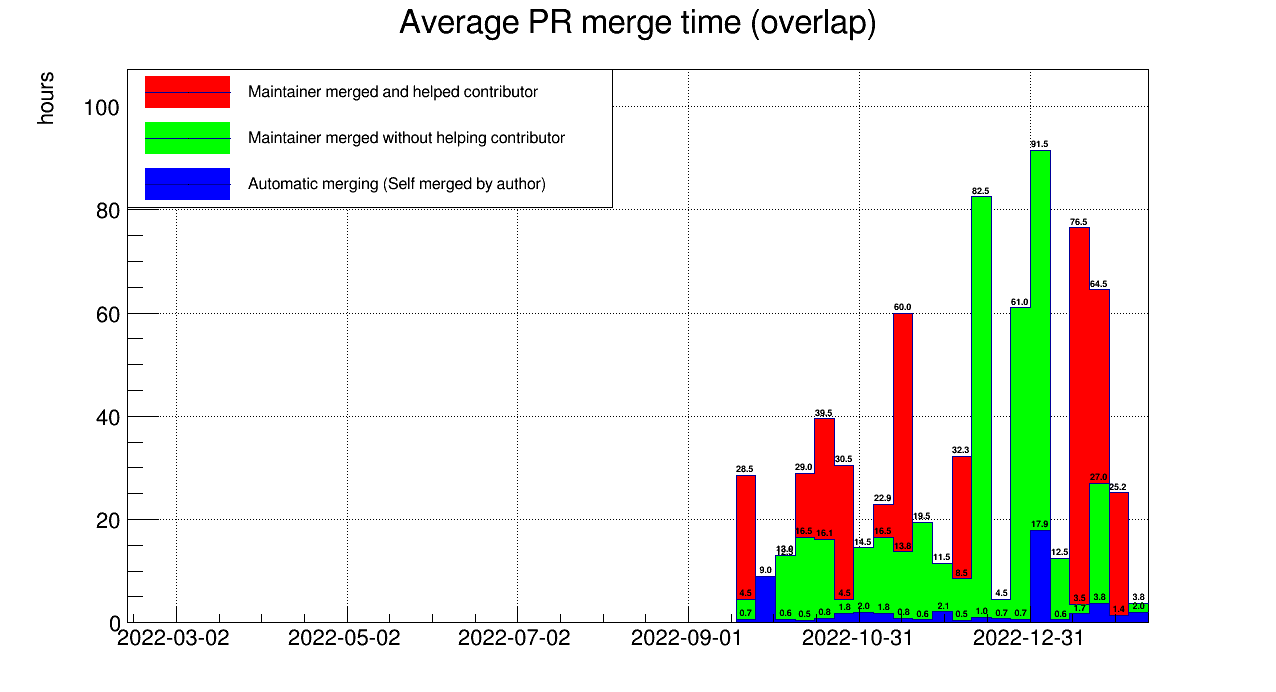 Average PR merge time (overlap)
hours
Maintainer merged and helped contributor
Maintainer merged without helping contributor
Automatic merging (Self merged by author)
100
80
60
40
20
0
91.5
82.5
76.5
64.5
61.0
60.0
39.5
32.3
30.5
29.0
28.5
27.0
25.2
22.9
19.5
17.9
16.5 16.1 16.5
14.5
13.0
13.8
12.5
11.5
9.0
8.5
4.5 4.5 4.5
3.5 3.8 3.8
0.7 0.6 0.5 0.8 1.8 2.0 1.8 0.8 0.6 2.1 0.5 1.0 0.7 0.7 0.6 1.7 1.4 2.0
2022-03-02 2022-05-02 2022-07-02 2022-09-01 2022-10-31 2022-12-31